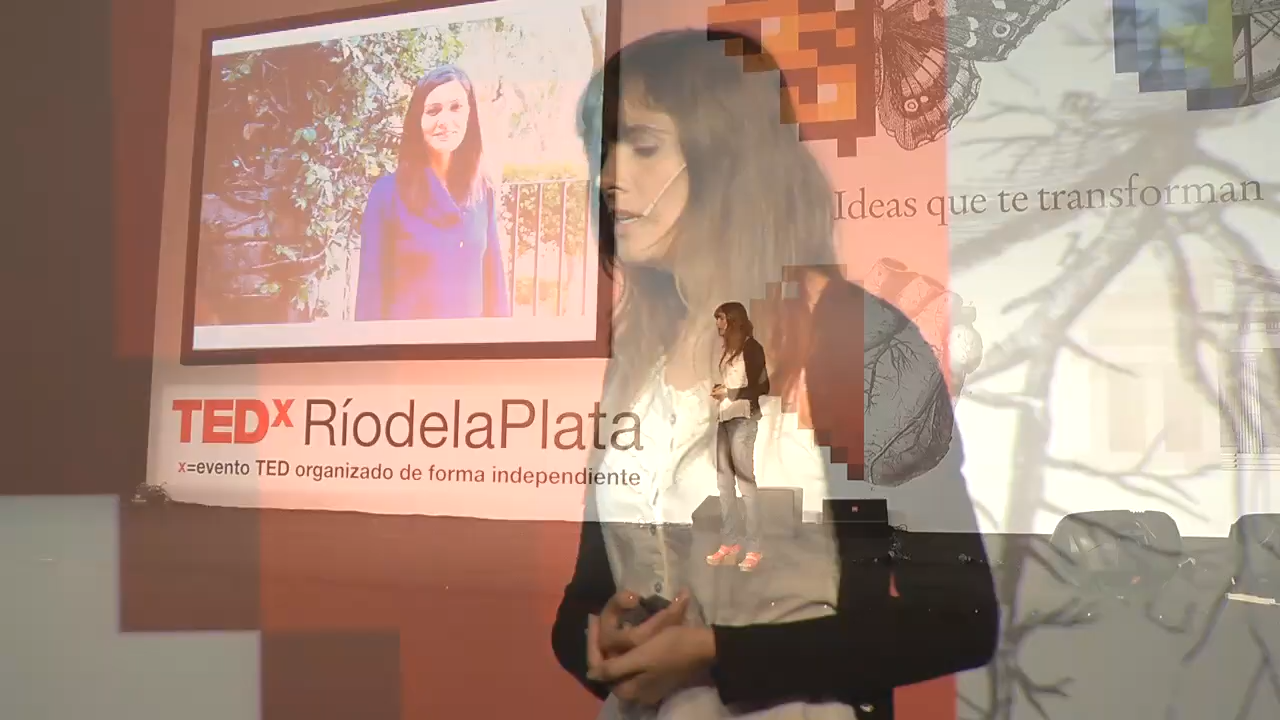 Ideas que te transforman
TEDx RíodelaPlata
x=evento TED organizado de forma independiente